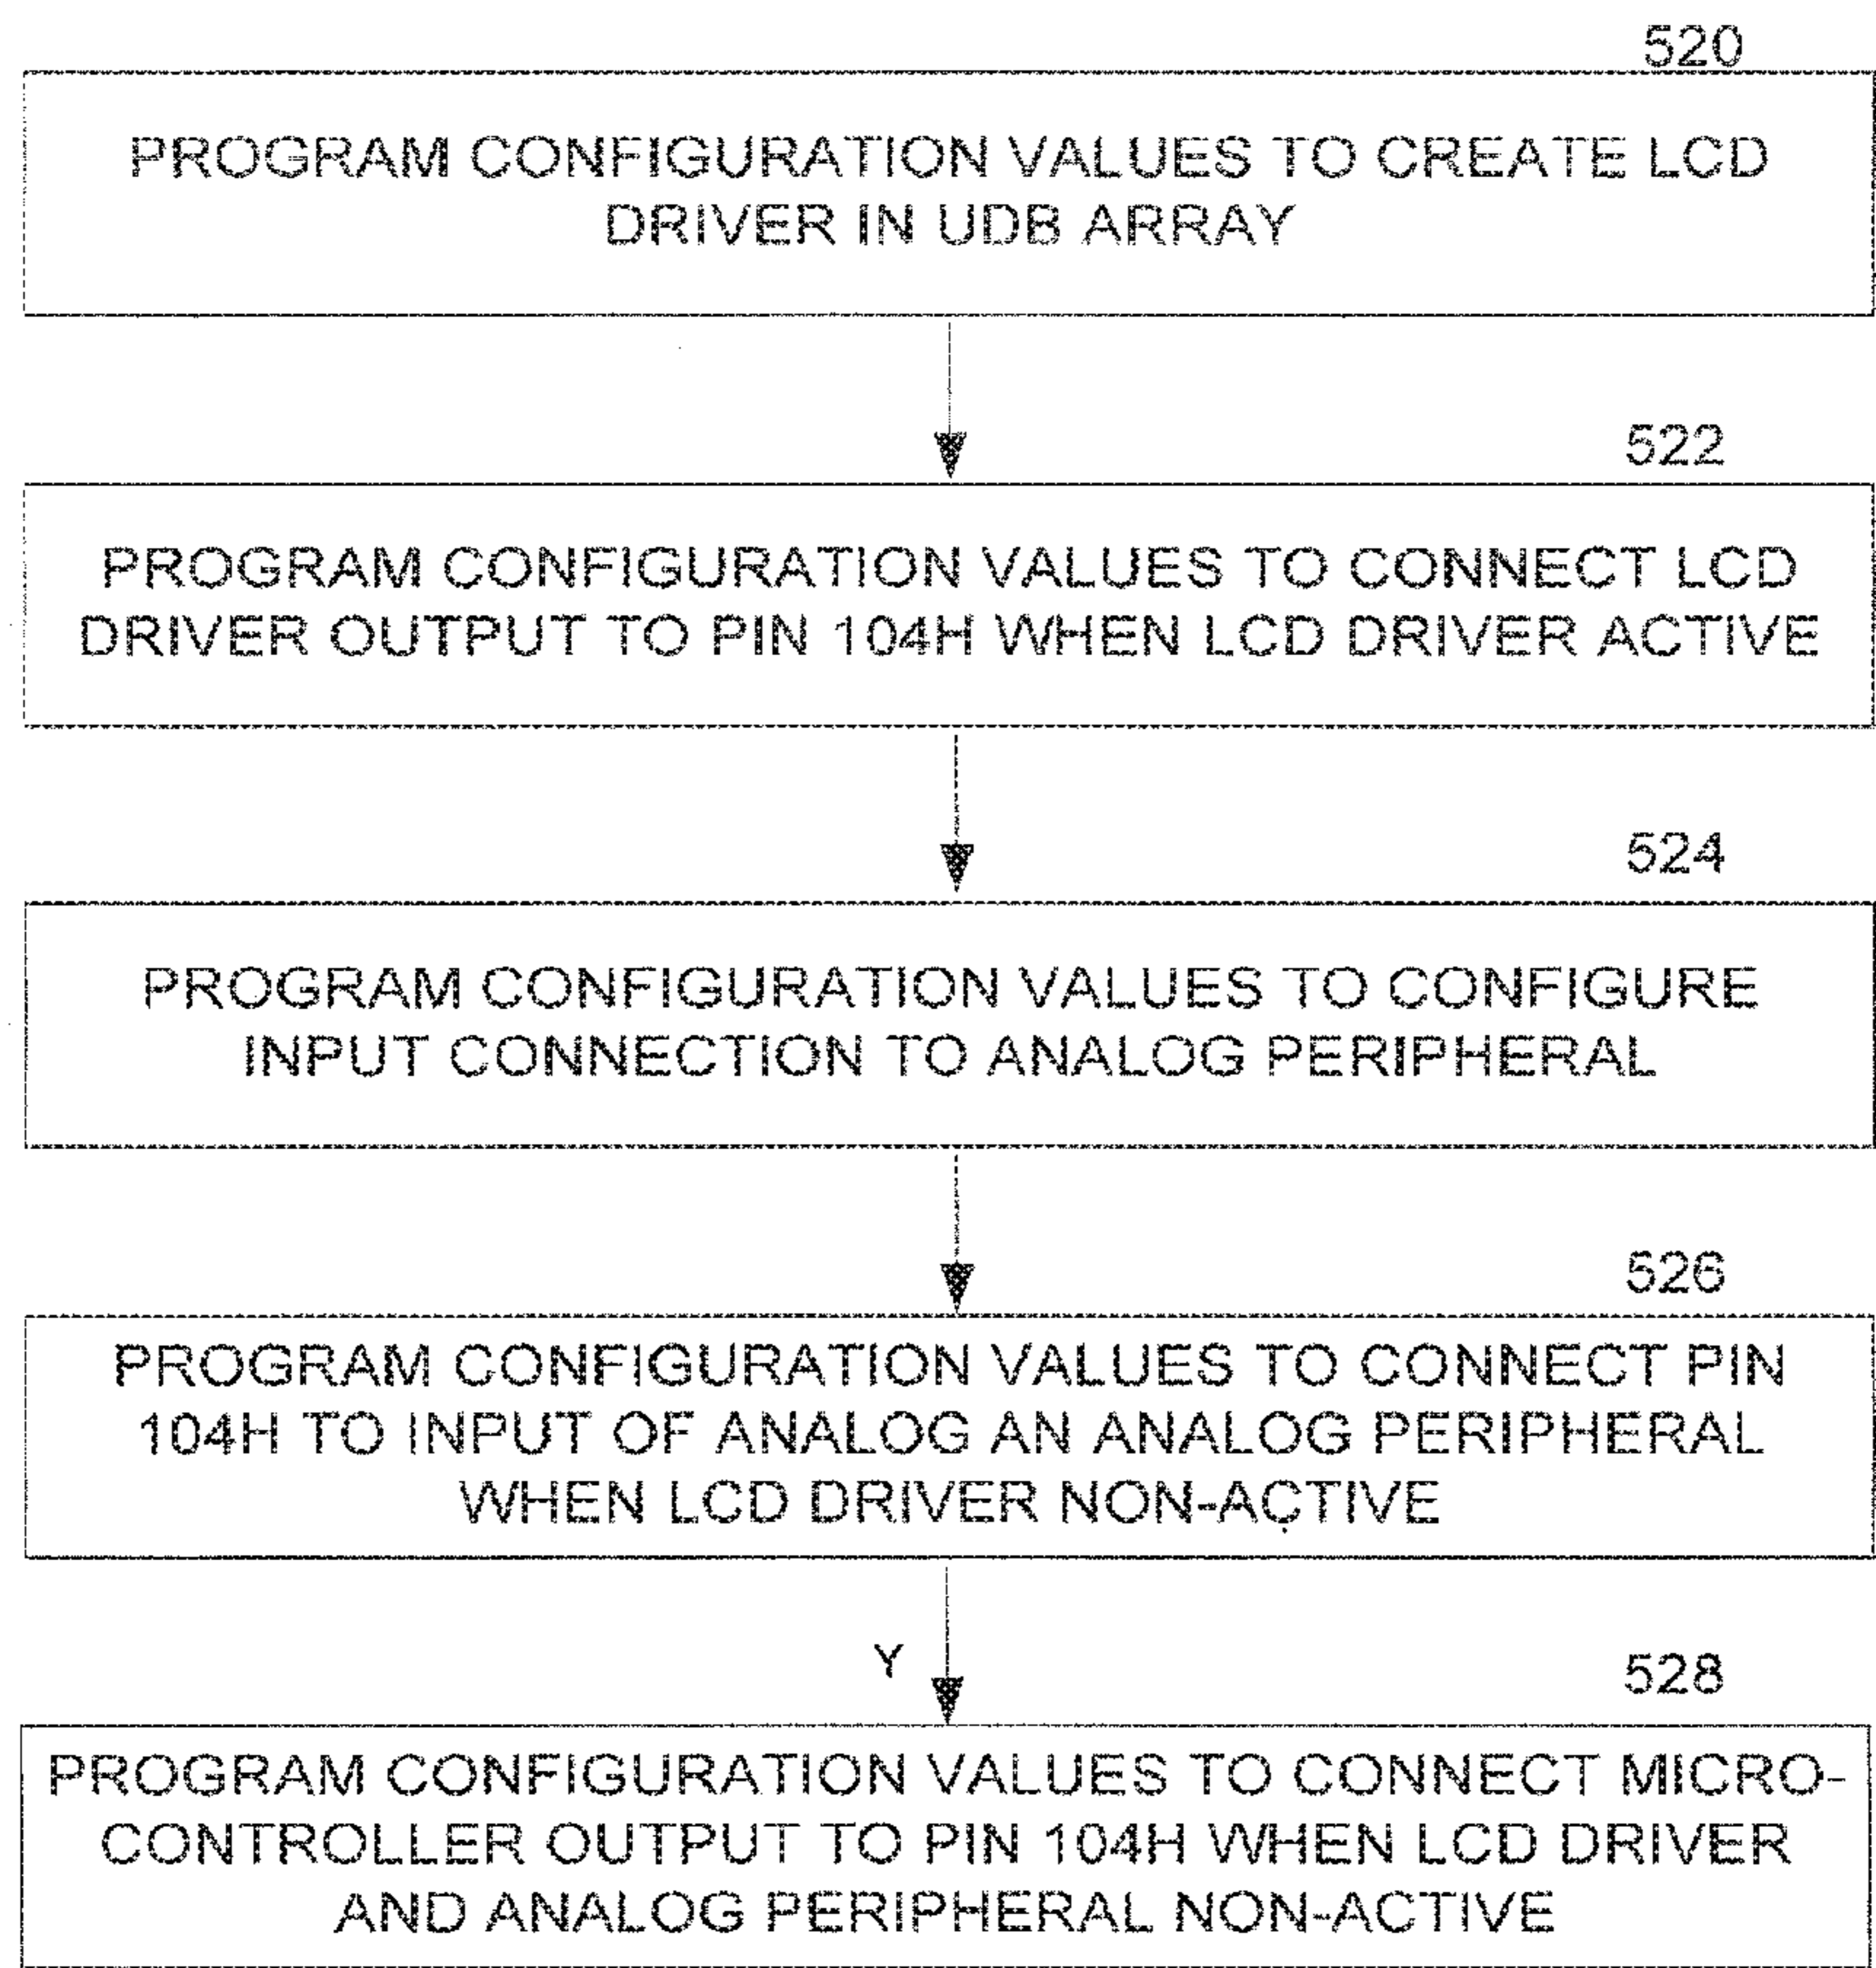 520
PROGRAM CONFIGURATION VALUES TO CREATE LCD
DRIVER IN UDB ARRAY
522
PROGRAM CONFIGURATION VALUES TO CONNECT LCD
DRIVER OUTPUT TO PIN 104H WHEN LCD DRIVER ACTIVE
524
PROGRAM CONFIGURATION VALUES TO CONFIGURE
INPUT CONNECTION TO ANALOG PERIPHERAL
526
PROGRAM CONFIGURATION VALUES TO CONNECT PIN
104H TO INPUT OF ANALOG AN ANALOG PERIPHERAL
WHEN LCD DRIVER NON-ACTIVE
Y
528
PROGRAM CONFIGURATION VALUES TO CONNECT MICRO-
CONTROLLER OUTPUT TO PIN 104H WHEN LCD DRIVER
AND ANALOG PERIPHERAL NON-ACTIVE